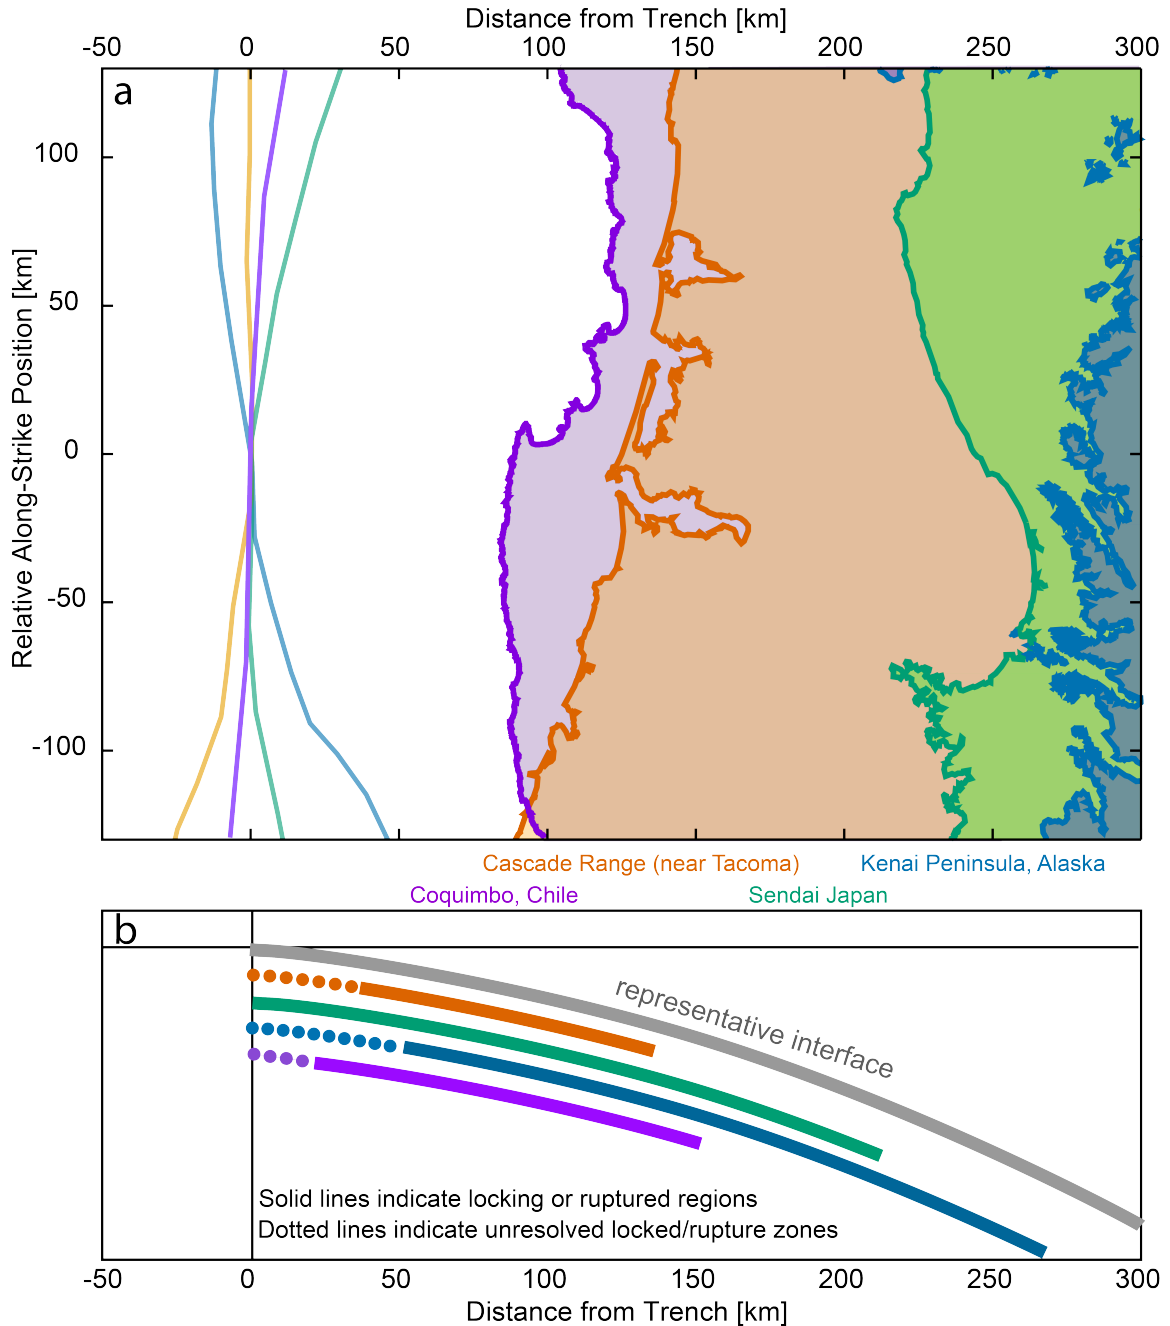 Distance from Trench [km]
-50 0 50 100 150 200 250 300
a
100
50
0
-50
-100
Relative Along-Strike Position [km]
Cascade Range (near Tacoma) Kenai Peninsula, Alaska
Coquimbo, Chile Sendai Japan
b
representative interface
Solid lines indicate locking or ruptured regions
Dotted lines indicate unresolved locked/rupture zones
-50 0 50 100 150 200 250 300
Distance from Trench [km]